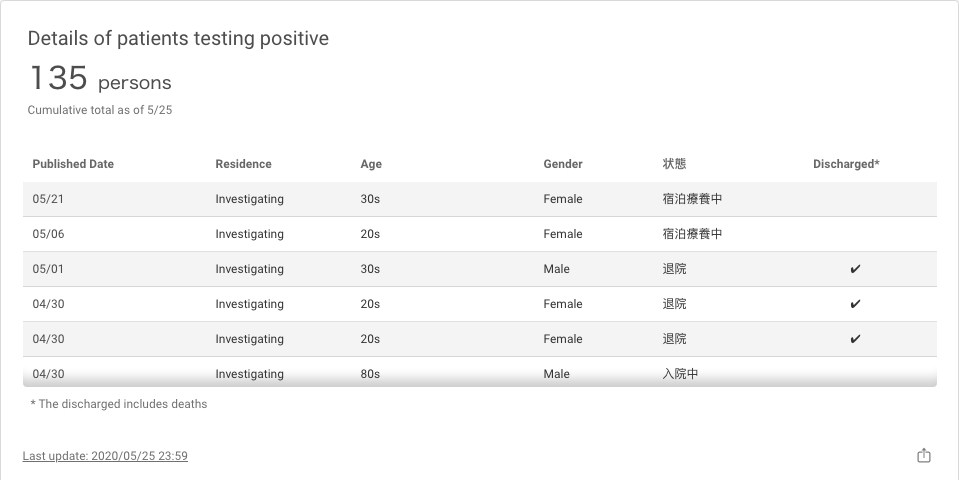 Details of patients testing positive
135 persons
Cumulative total as of 5/25
Published Date Residence Age Gender 状態 Discharged*
05/21 Investigating 30s Female 宿泊療養中
05/06 Investigating 20s Female 宿泊療養中
05/01 Investigating 30s Male 退院 ✔
04/30 Investigating 20s Female 退院 ✔
04/30 Investigating 20s Female 退院 ✔
04/30 Investigating 80s Male 入院中
* The discharged includes deaths
Last update: 2020/05/25 23:59